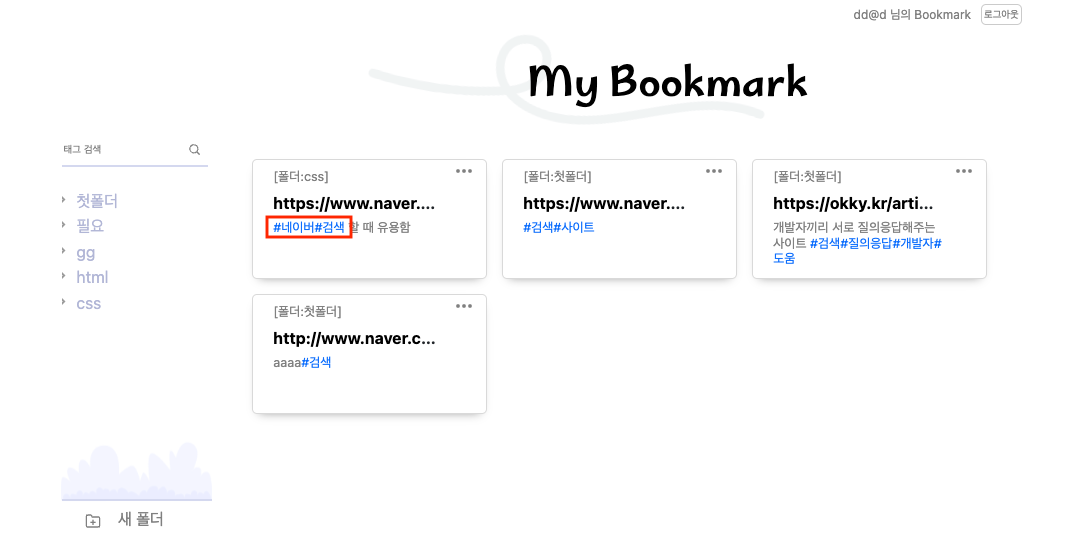 dd@d 님의 Bookmark 로그아웃
My Bookmark
태그 검색
첫폴더
필요
gg
html
css
새 폴더
[폴더:css]
https://www.naver....
#네이버#검색 할 때 유용함
[폴더:첫폴더]
https://www.naver....
#검색#사이트
[폴더:첫폴더]
https://okky.kr/arti...
개발자끼리 서로 질의응답해주는
사이트 #검색#질의응답#개발자#
도움
[폴더:첫폴더]
http://www.naver.c...
aaaa#검색